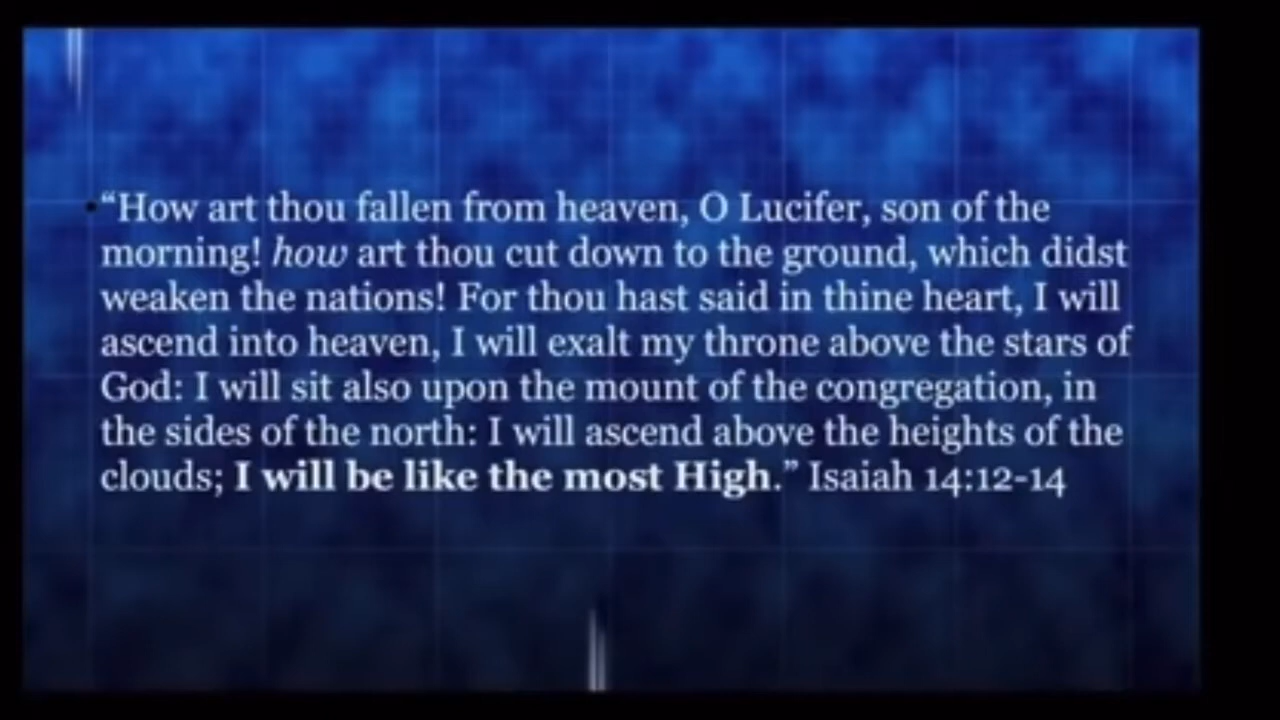 • “How art thou fallen from heaven, O Lucifer, son of the
morning! how art thou cut down to the ground, which didst
weaken the nations! For thou hast said in thine heart, I will
ascend into heaven, I will exalt my throne above the stars of
God: I will sit also upon the mount of the congregation, in
the sides of the north: I will ascend above the heights of the
clouds; I will be like the most High.” Isaiah 14:12-14